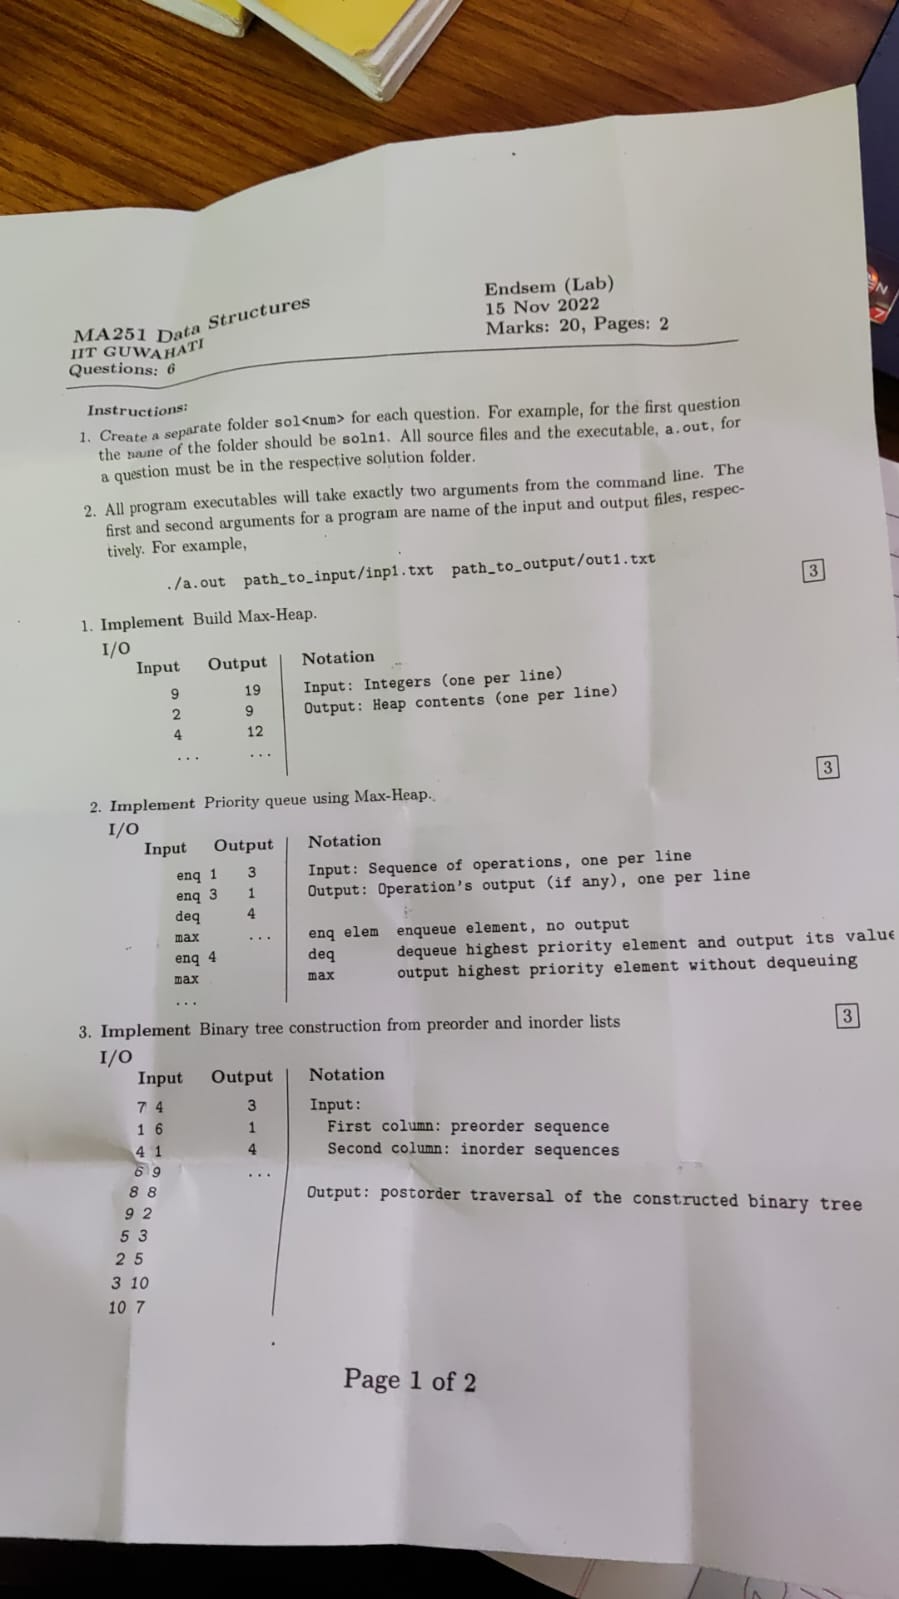 MA251 Data Structures
IIT GUWAHATI
Questions: 6
Endsem (Lab)
15 Nov 2022
Marks: 20, Pages: 2
Instructions:
1. Create a separate folder sol<num> for each question. For example, for the first question
the name of the folder should be soln1. All source files and the executable, a.out, for
a question must be in the respective solution folder.
2. All program executables will take exactly two arguments from the command line. The
first and second arguments for a program are name of the input and output files, respec-
tively. For example,
./a.out path_to_input/inp1.txt path_to_output/out1.txt
1. Implement Build Max-Heap. 3
I/O
Input Output Notation
9 19 Input: Integers (one per line)
2 9 Output: Heap contents (one per line)
4 12
... ...
2. Implement Priority queue using Max-Heap. 3
I/O
Input Output Notation
enq 1 3 Input: Sequence of operations, one per line
enq 3 1 Output: Operation's output (if any), one per line
deq 4
max ... enq elem enqueue element, no output
enq 4 deq dequeue highest priority element and output its value
max max output highest priority element without dequeuing
...
3. Implement Binary tree construction from preorder and inorder lists 3
I/O
Input Output Notation
7 4 3 Input:
1 6 1 First column: preorder sequence
4 1 4 Second column: inorder sequences
6 9 ...
8 8 Output: postorder traversal of the constructed binary tree
9 2
5 3
2 5
3 10
10 7
Page 1 of 2